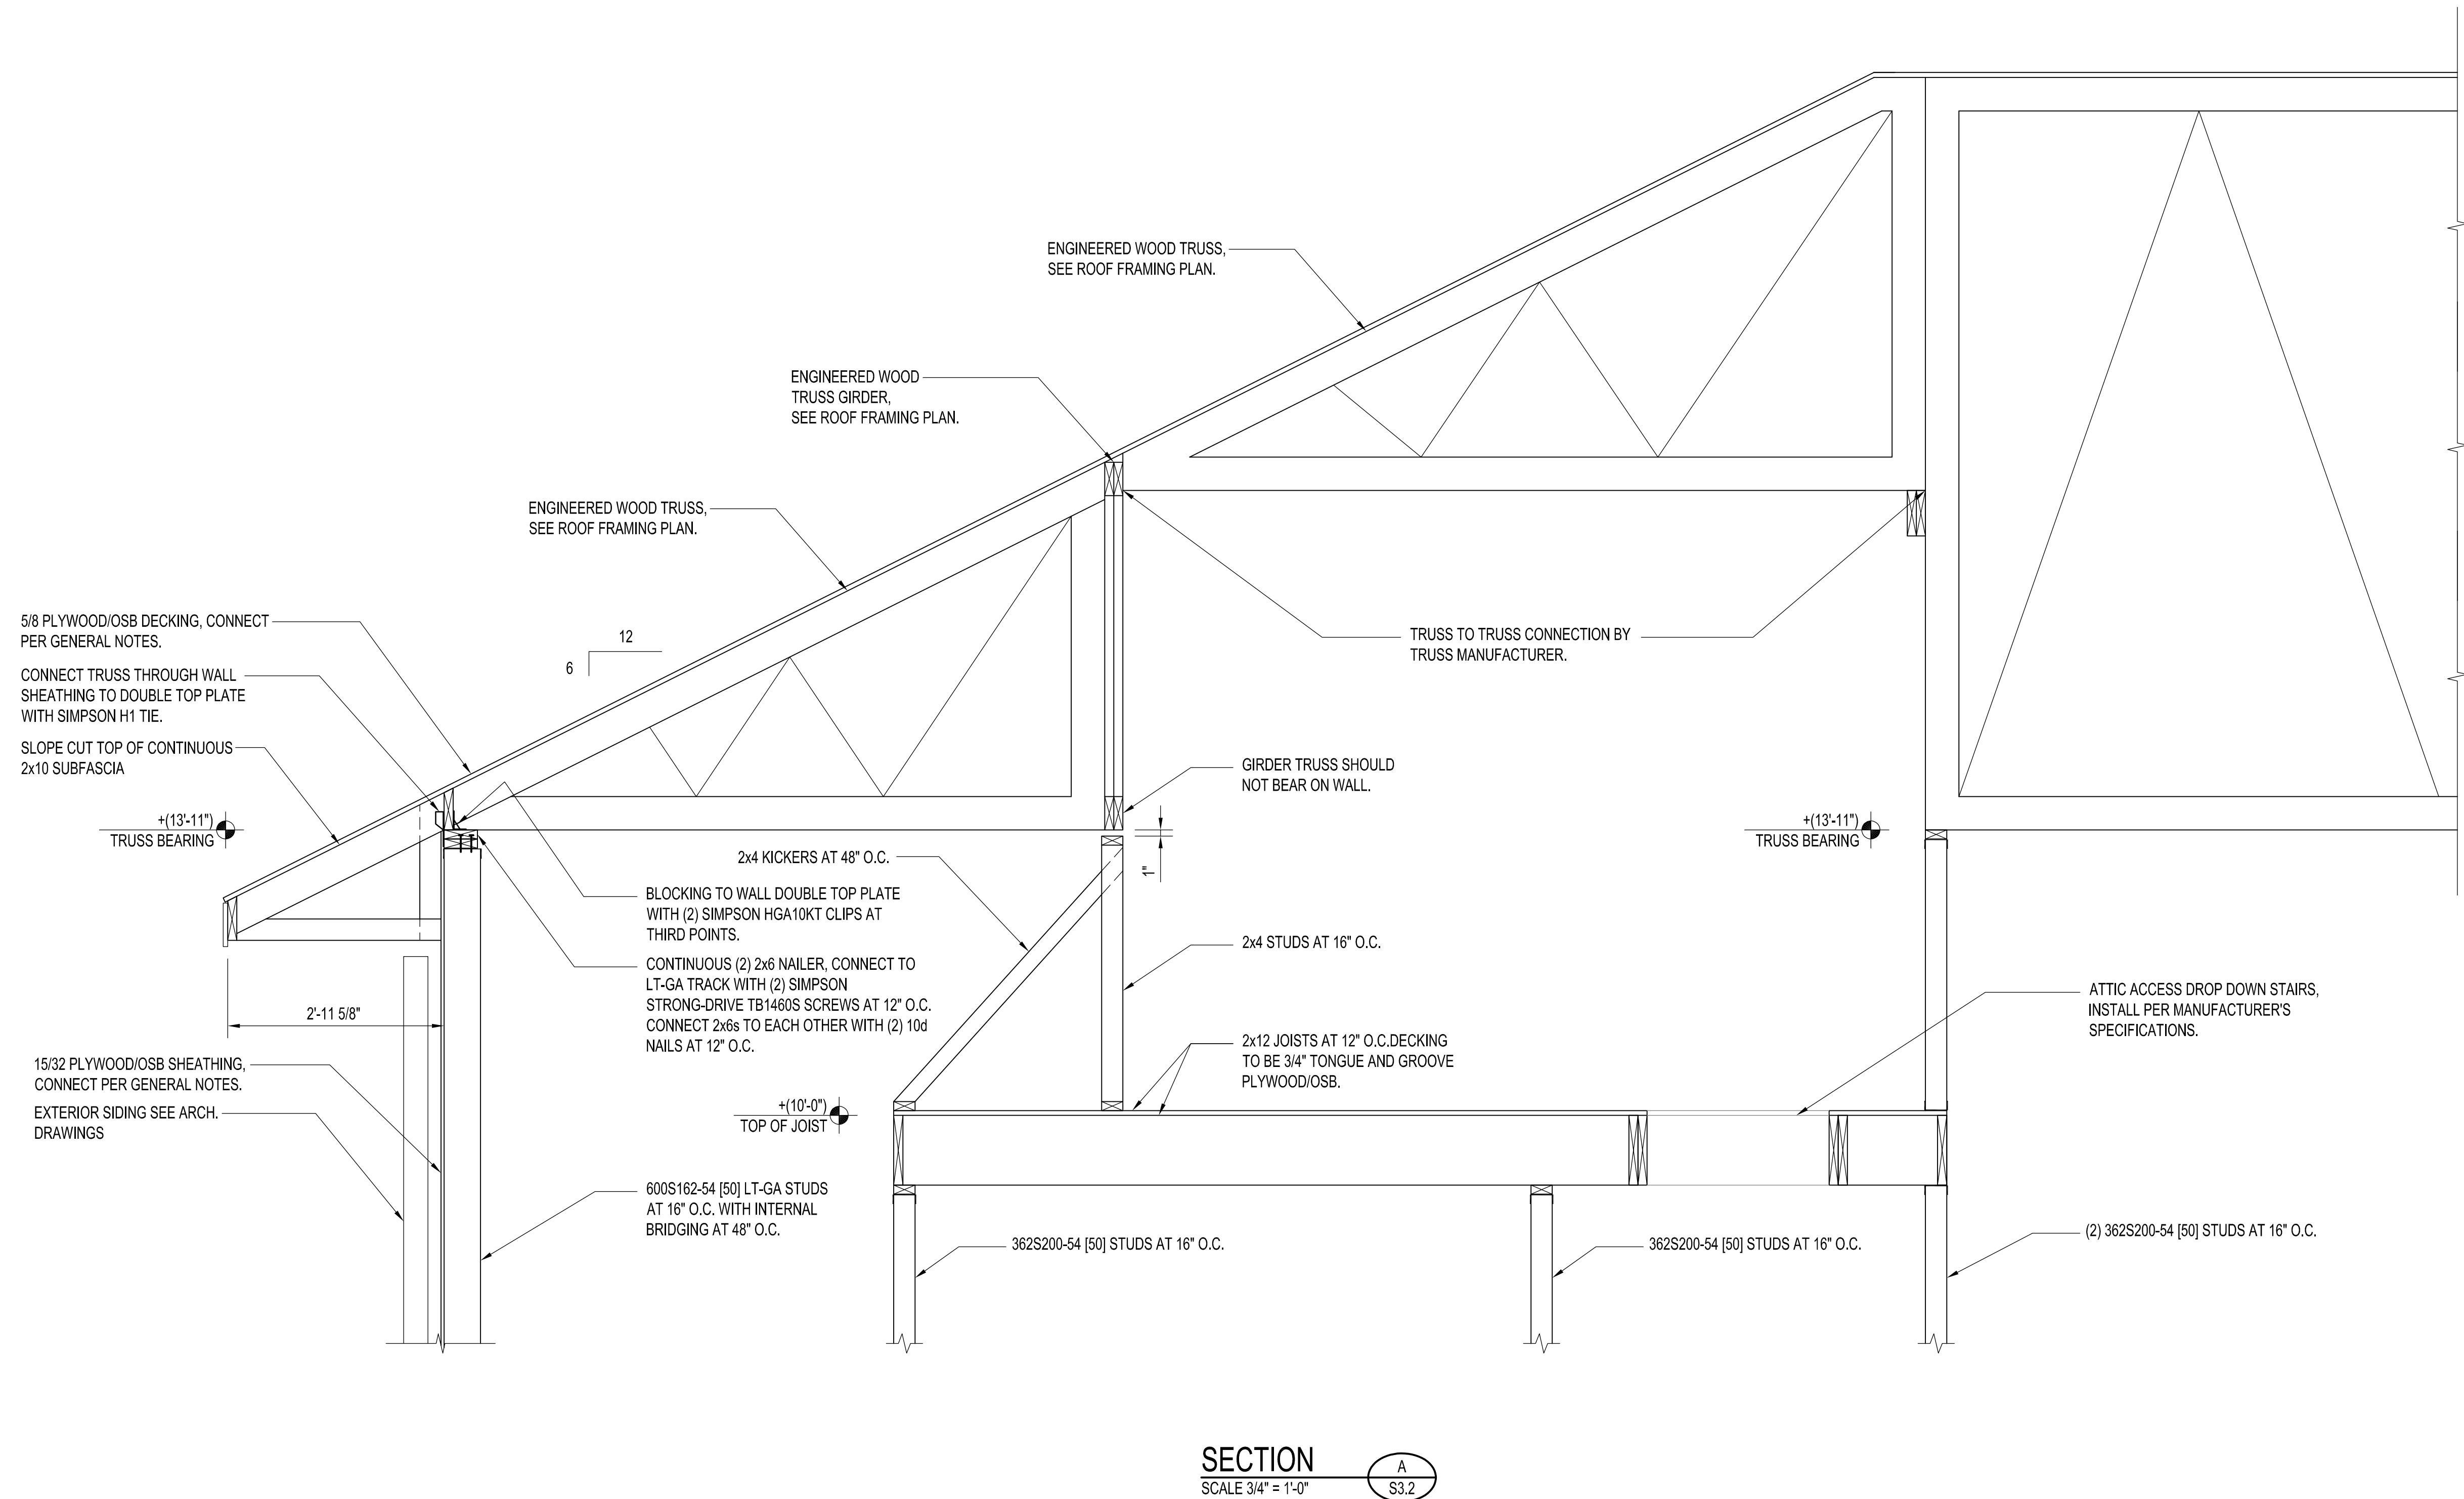 ENGINEERED WOOD TRUSS,
SEE ROOF FRAMING PLAN.
ENGINEERED WOOD
TRUSS GIRDER,
SEE ROOF FRAMING PLAN.
ENGINEERED WOOD TRUSS,
SEE ROOF FRAMING PLAN.
5/8 PLYWOOD/OSB DECKING, CONNECT
PER GENERAL NOTES.
CONNECT TRUSS THROUGH WALL
SHEATHING TO DOUBLE TOP PLATE
WITH SIMPSON H1 TIE.
SLOPE CUT TOP OF CONTINUOUS
2x10 SUBFASCIA
12
6
TRUSS TO TRUSS CONNECTION BY
TRUSS MANUFACTURER.
GIRDER TRUSS SHOULD
NOT BEAR ON WALL.
+(13'-11")
TRUSS BEARING
+(13'-11")
TRUSS BEARING
2x4 KICKERS AT 48" O.C.
1"
BLOCKING TO WALL DOUBLE TOP PLATE
WITH (2) SIMPSON HGA10KT CLIPS AT
THIRD POINTS.
CONTINUOUS (2) 2x6 NAILER, CONNECT TO
LT-GA TRACK WITH (2) SIMPSON
STRONG-DRIVE TB1460S SCREWS AT 12" O.C.
CONNECT 2x6s TO EACH OTHER WITH (2) 10d
NAILS AT 12" O.C.
2x4 STUDS AT 16" O.C.
ATTIC ACCESS DROP DOWN STAIRS,
INSTALL PER MANUFACTURER'S
SPECIFICATIONS.
2'-11 5/8"
2x12 JOISTS AT 12" O.C.DECKING
TO BE 3/4" TONGUE AND GROOVE
PLYWOOD/OSB.
15/32 PLYWOOD/OSB SHEATHING,
CONNECT PER GENERAL NOTES.
EXTERIOR SIDING SEE ARCH.
DRAWINGS
+(10'-0")
TOP OF JOIST
600S162-54 [50] LT-GA STUDS
AT 16" O.C. WITH INTERNAL
BRIDGING AT 48" O.C.
362S200-54 [50] STUDS AT 16" O.C.
362S200-54 [50] STUDS AT 16" O.C.
(2) 362S200-54 [50] STUDS AT 16" O.C.
SECTION
SCALE 3/4" = 1'-0"
A
S3.2